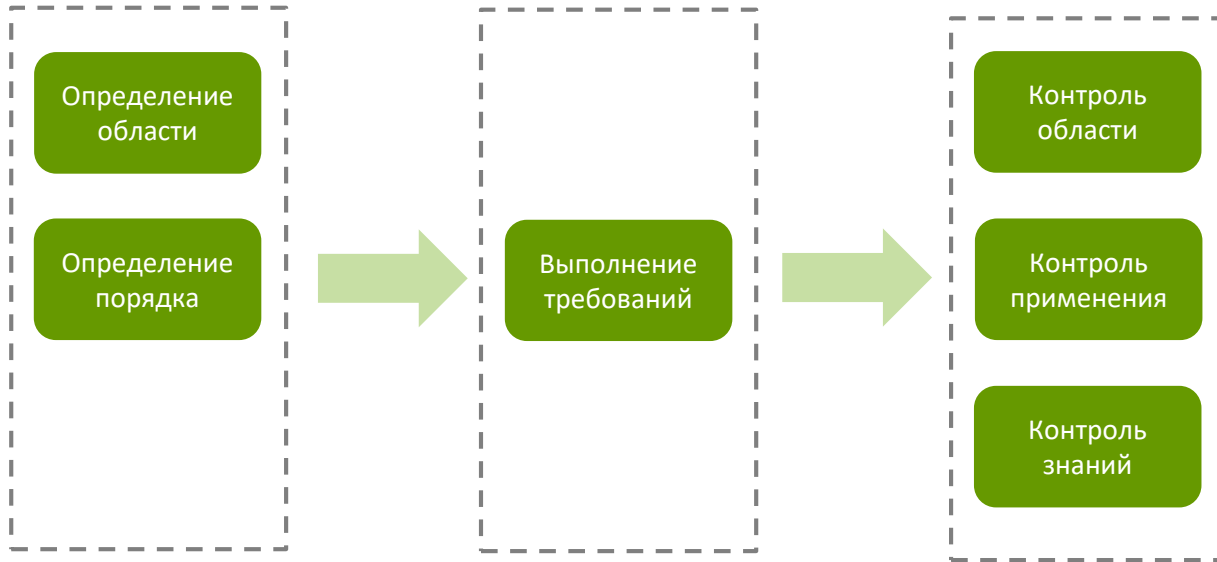 Определение
области
Определение
порядка
Выполнение
требований
Контроль
области
Контроль
применения
Контроль
знаний